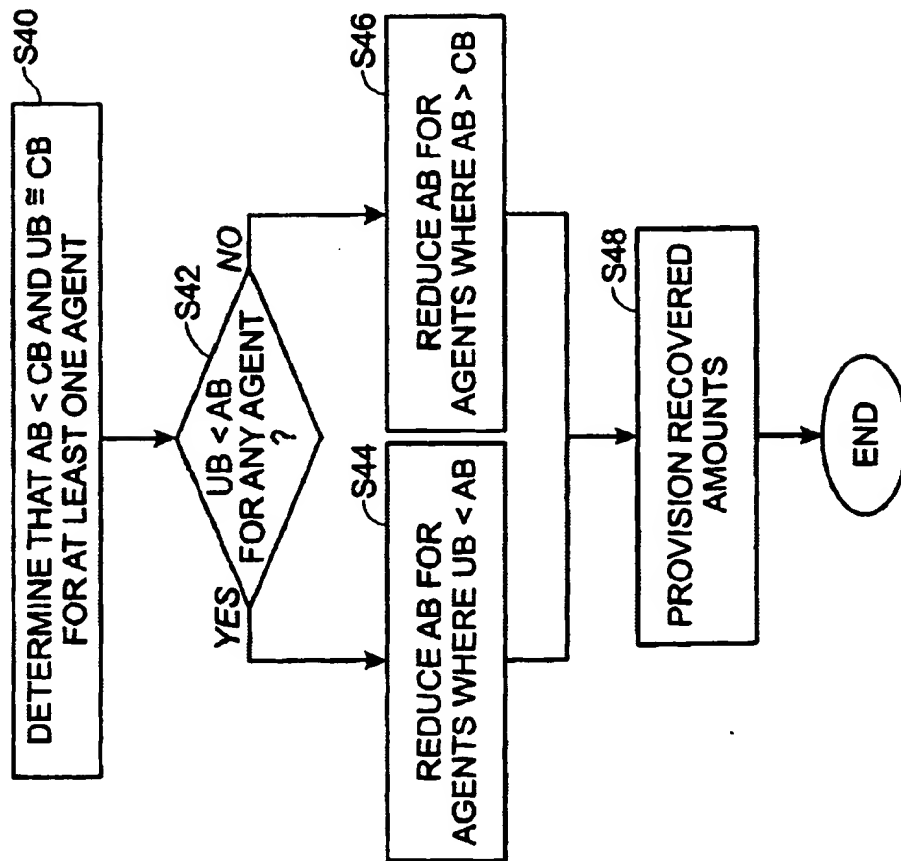 S40
DETERMINE THAT AB < CB AND UB ≅ CB
FOR AT LEAST ONE AGENT
S42
UB < AB
FOR ANY AGENT
?
YES
NO
S44
REDUCE AB FOR
AGENTS WHERE UB < AB
S46
REDUCE AB FOR
AGENTS WHERE AB > CB
S48
PROVISION RECOVERED
AMOUNTS
END